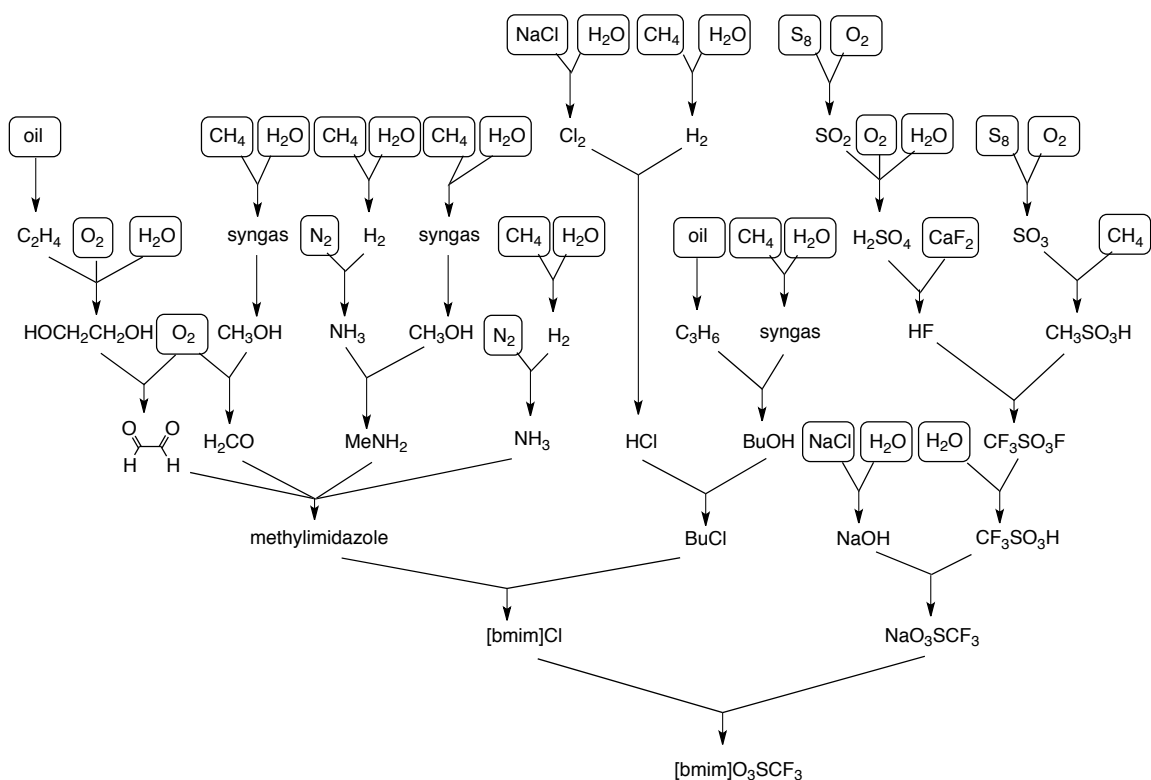 NaCl H₂O CH₄ H₂O S₈ O₂
oil CH₄ H₂O CH₄ H₂O CH₄ H₂O Cl₂ H₂ SO₂ O₂ H₂O S₈ O₂
C₂H₄ O₂ H₂O syngas N₂ H₂ syngas CH₄ H₂O oil CH₄ H₂O H₂SO₄ CaF₂ SO₃ CH₄
HOCH₂CH₂OH O₂ CH₃OH NH₃ CH₃OH N₂ H₂ C₃H₆ syngas HF CH₃SO₃H
O O
H H H₂CO MeNH₂ NH₃ HCl BuOH NaCl H₂O H₂O CF₃SO₃F
methylimidazole BuCl NaOH CF₃SO₃H
[bmim]Cl NaO₃SCF₃
[bmim]O₃SCF₃